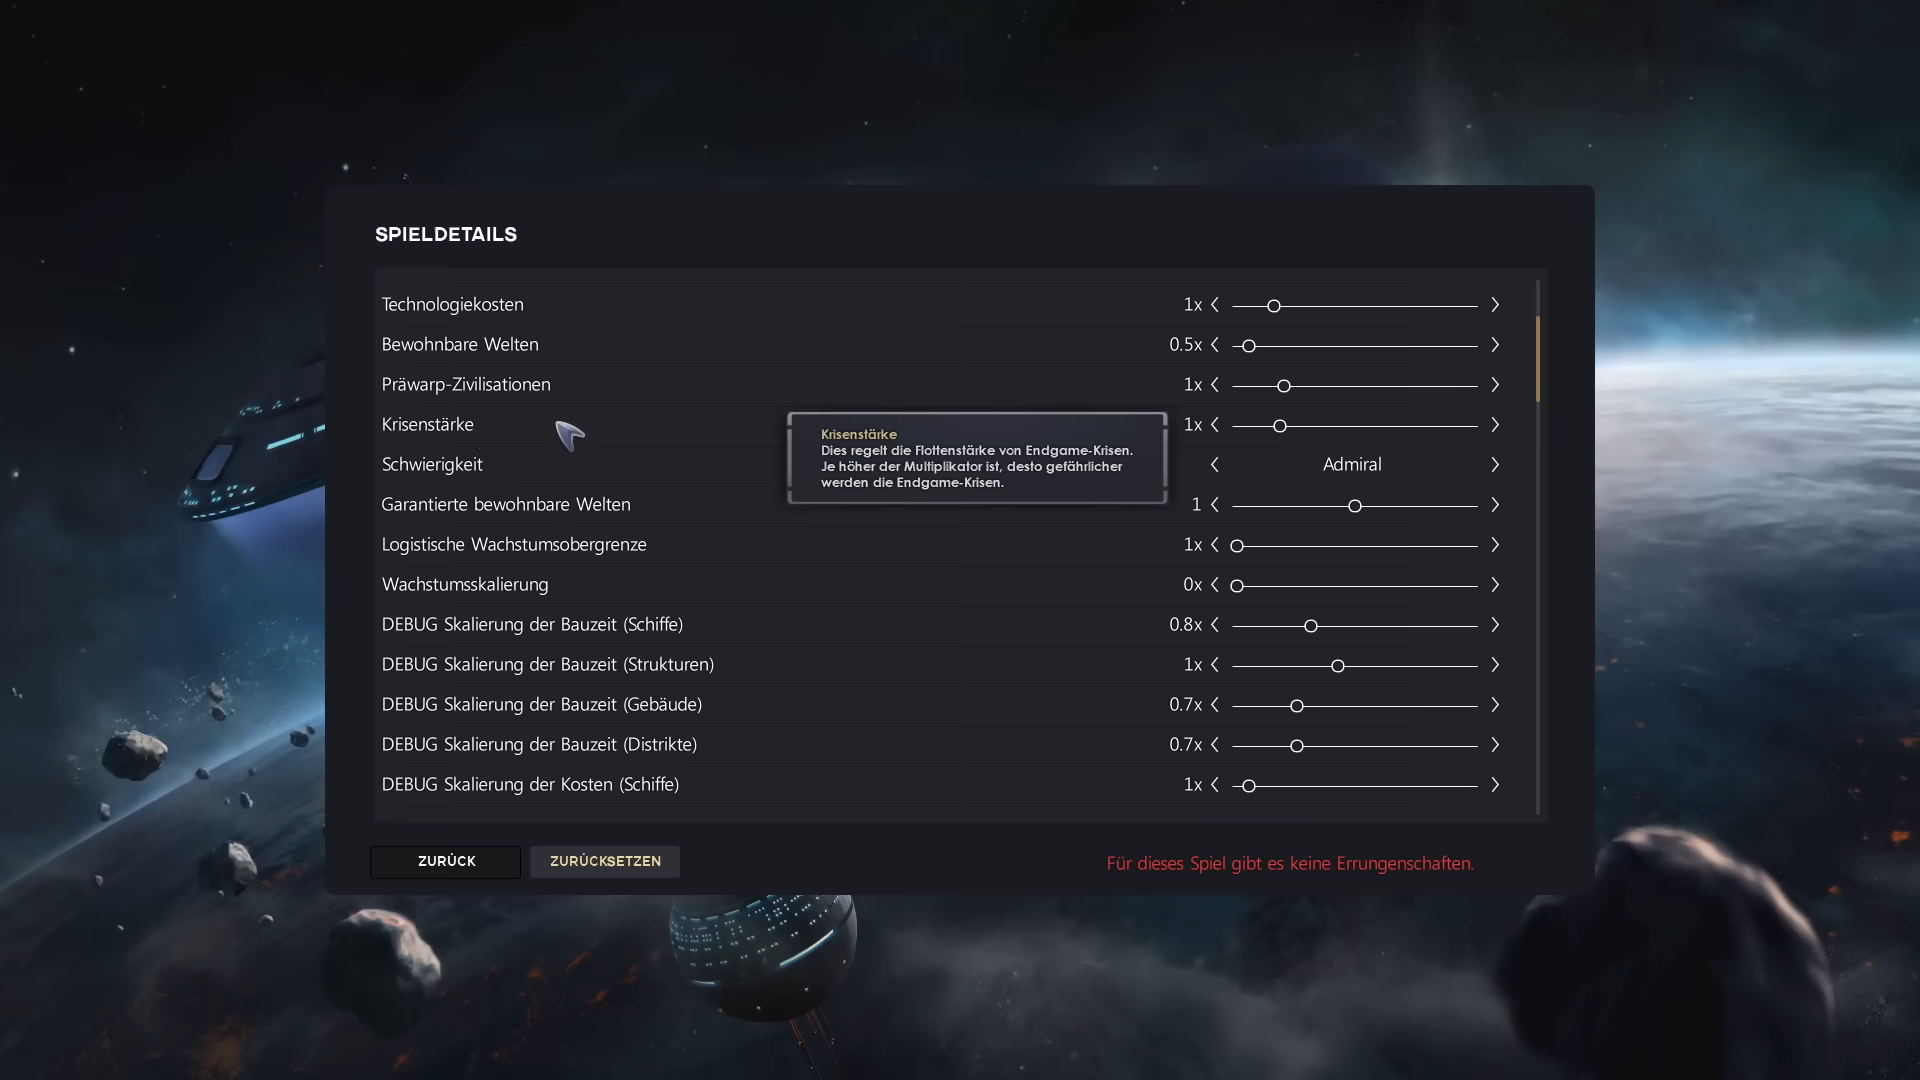 SPIELDETAILS
Technologiekosten 1x
Bewohnbare Welten 0.5x
Präwarp-Zivilisationen 1x
Krisenstärke 1x
Krisenstärke
Dies regelt die Flottenstärke von Endgame-Krisen.
Je höher der Multiplikator ist, desto gefährlicher
werden die Endgame-Krisen.
Schwierigkeit Admiral
Garantierte bewohnbare Welten 1
Logistische Wachstumsobergrenze 1x
Wachstumsskalierung 0x
DEBUG Skalierung der Bauzeit (Schiffe) 0.8x
DEBUG Skalierung der Bauzeit (Strukturen) 1x
DEBUG Skalierung der Bauzeit (Gebäude) 0.7x
DEBUG Skalierung der Bauzeit (Distrikte) 0.7x
DEBUG Skalierung der Kosten (Schiffe) 1x
ZURÜCK ZURÜCKSETZEN Für dieses Spiel gibt es keine Errungenschaften.